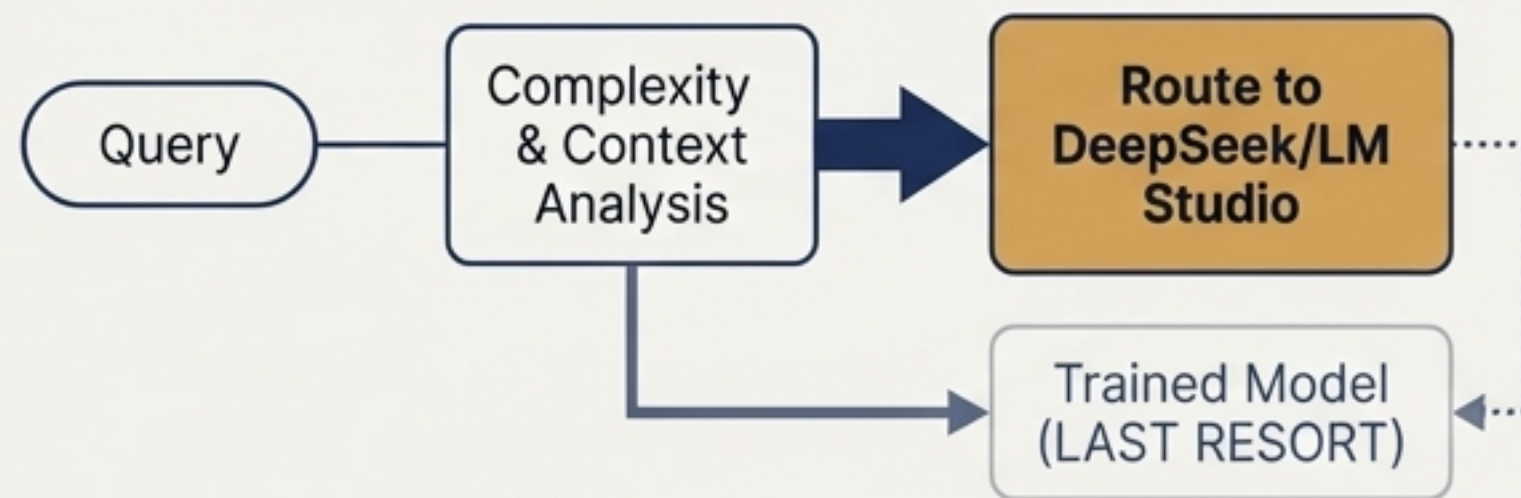 Query
Complexity
& Context
Analysis
Route to
DeepSeek/LM
Studio
Trained Model
(LAST RESORT)